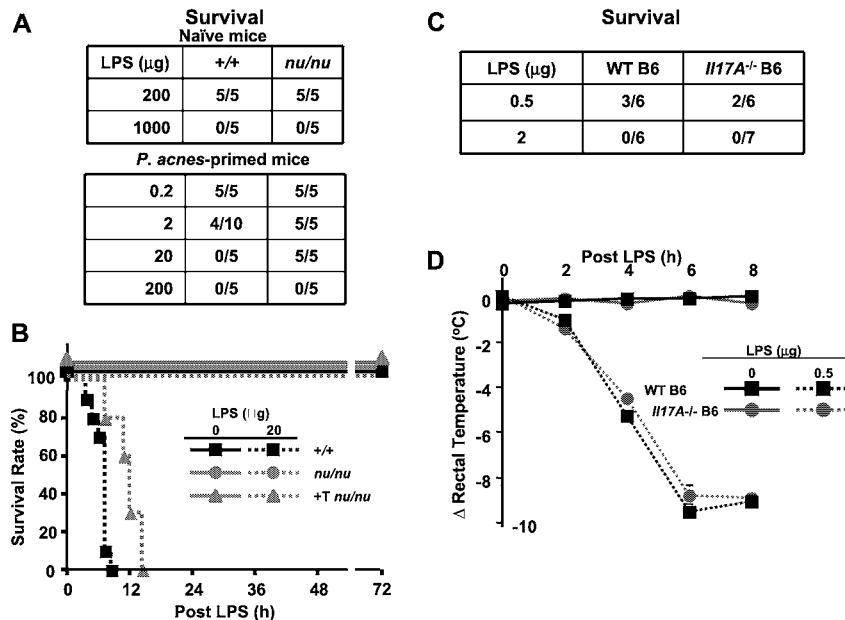 A
Survival
Naïve mice
LPS (μg) +/+ nu/nu
200 5/5 5/5
1000 0/5 0/5
P. acnes-primed mice
0.2 5/5 5/5
2 4/10 5/5
20 0/5 5/5
200 0/5 0/5
B
Survival Rate (%)
100
80
60
40
20
0
0 12 24 36 48 72
Post LPS (h)
LPS (□g)
0 20
+/+
nu/nu
+T nu/nu
C
Survival
LPS (μg) WT B6 Il17A-/- B6
0.5 3/6 2/6
2 0/6 0/7
D
Post LPS (h)
0 2 4 6 8
Δ Rectal Temperature (ºC)
0
-2
-4
-6
-8
-10
LPS (μg)
0 0.5
WT B6
Il17A-/- B6